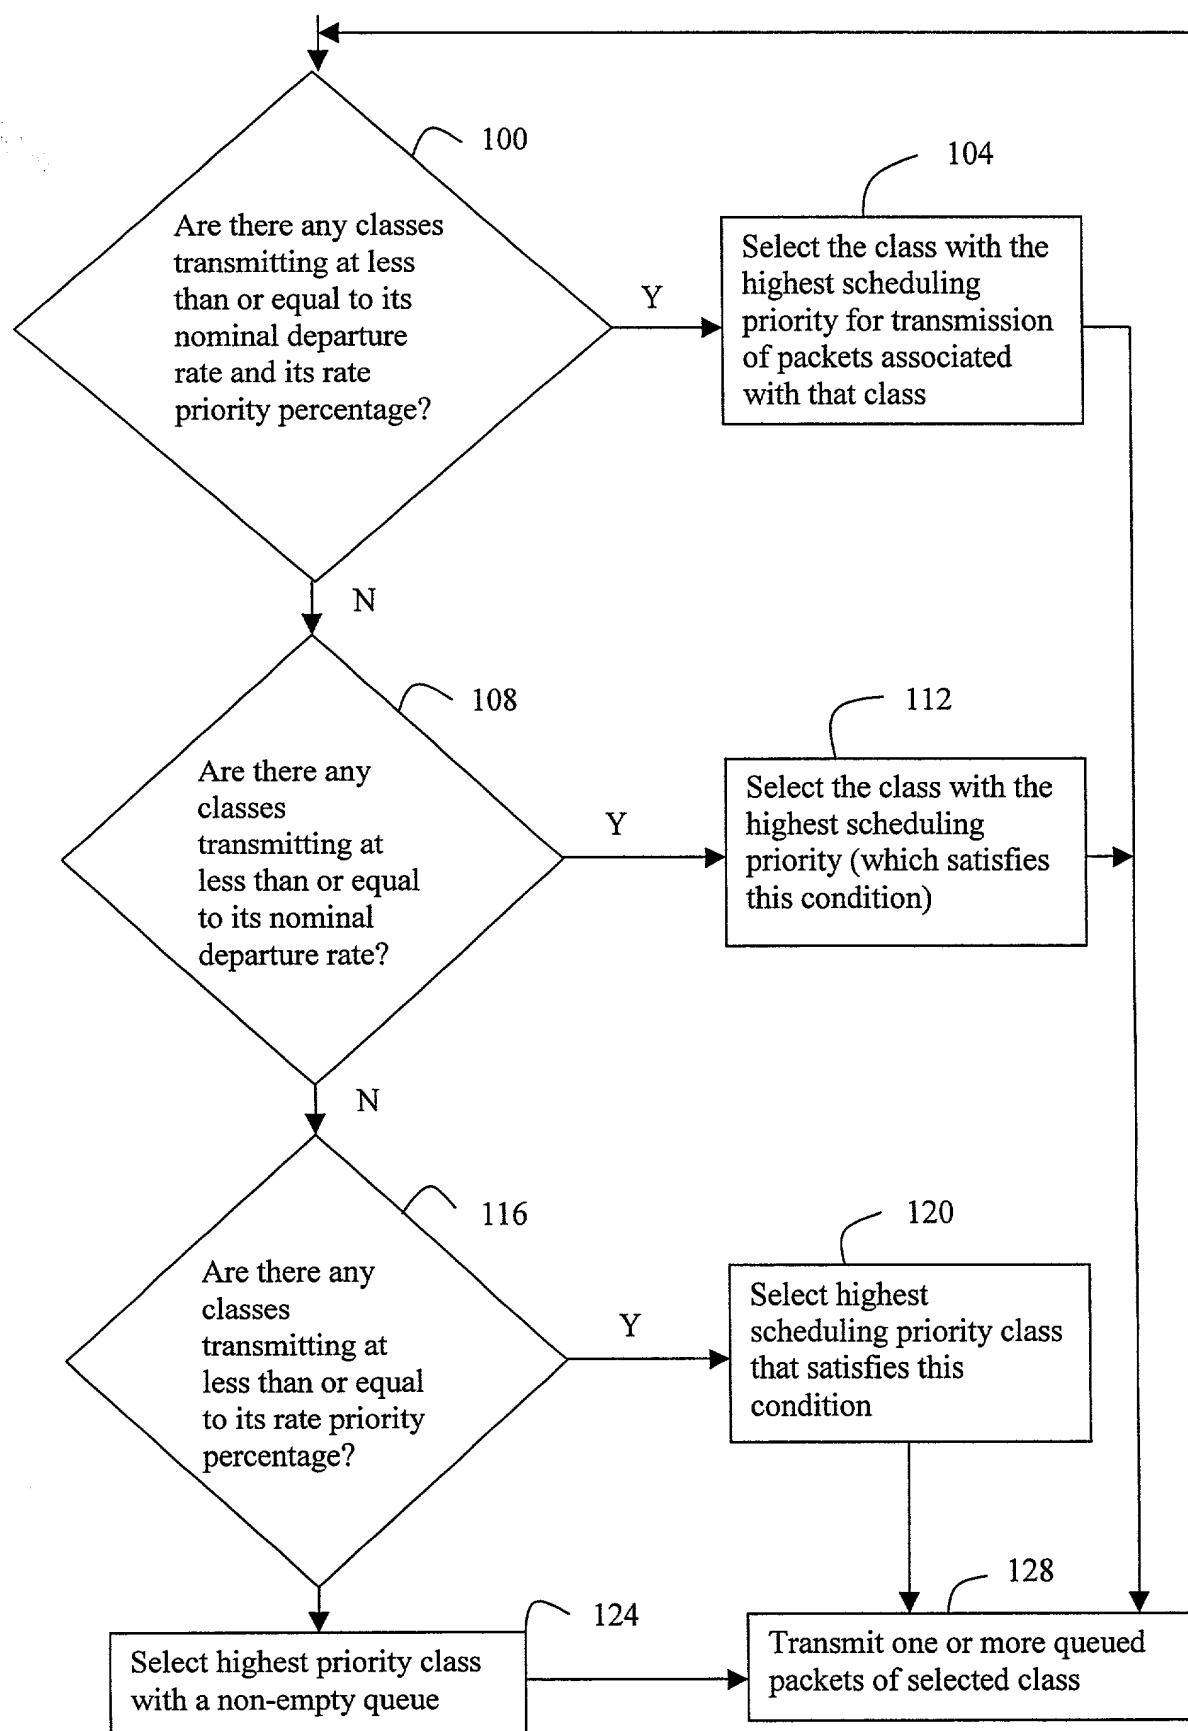 100
Are there any classes
transmitting at less
than or equal to its
nominal departure
rate and its rate
priority percentage?
Y
104
Select the class with the
highest scheduling
priority for transmission
of packets associated
with that class
N
108
Are there any
classes
transmitting at
less than or equal
to its nominal
departure rate?
Y
112
Select the class with the
highest scheduling
priority (which satisfies
this condition)
N
116
Are there any
classes
transmitting at
less than or equal
to its rate priority
percentage?
Y
120
Select highest
scheduling priority class
that satisfies this
condition
124
Select highest priority class
with a non-empty queue
128
Transmit one or more queued
packets of selected class